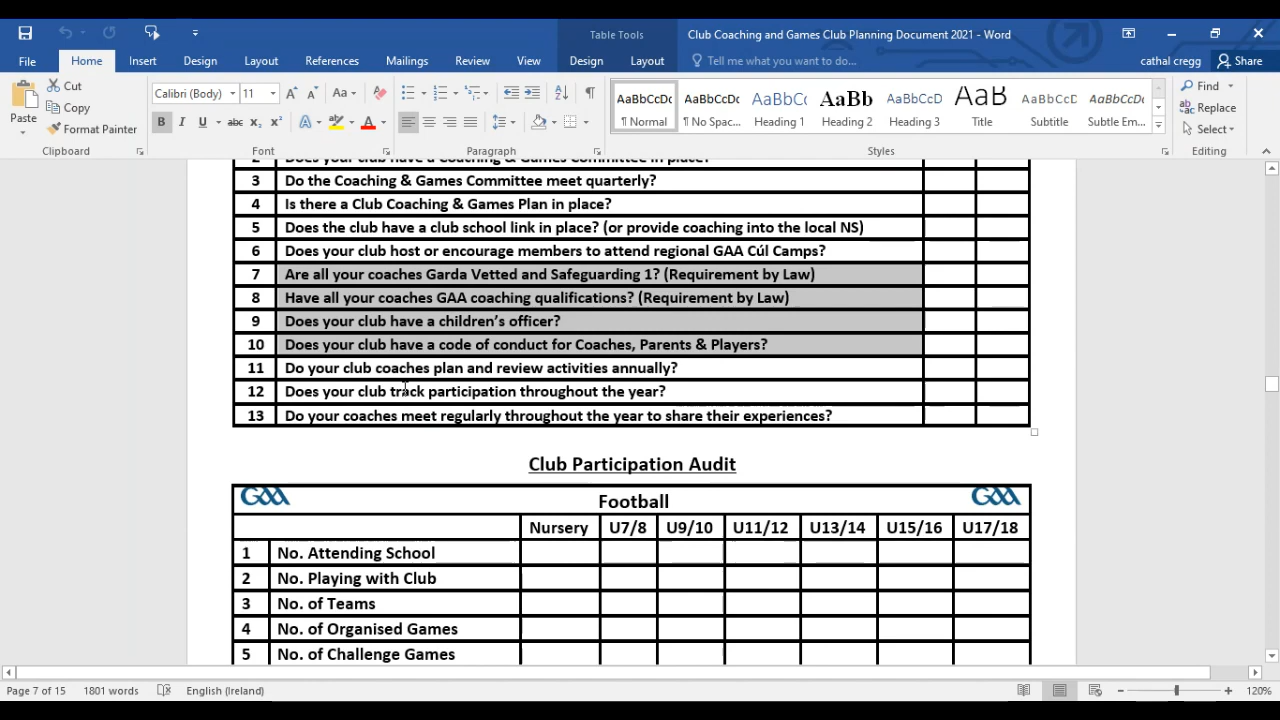 Table Tools
Club Coaching and Games Club Planning Document 2021 - Word
File
Home
Insert
Design
Layout
References
Mailings
Review
View
Design
Layout
Tell me what you want to do...
cathal cregg
Share
Paste
Cut
Copy
Format Painter
Clipboard
Calibri (Body)
11
Font
Paragraph
AaBbCcDc
¶ Normal
AaBbCcDc
¶ No Spac...
AaBbCc
Heading 1
AaBb
Heading 2
AaBbCcD
Heading 3
AaB
Title
AaBbCcD
Subtitle
AaBbCcDc
Subtle Em...
Styles
Find
Replace
Select
Editing
2 Does your club have a Coaching & Games Committee in place?
3 Do the Coaching & Games Committee meet quarterly?
4 Is there a Club Coaching & Games Plan in place?
5 Does the club have a club school link in place? (or provide coaching into the local NS)
6 Does your club host or encourage members to attend regional GAA Cúl Camps?
7 Are all your coaches Garda Vetted and Safeguarding 1? (Requirement by Law)
8 Have all your coaches GAA coaching qualifications? (Requirement by Law)
9 Does your club have a children's officer?
10 Does your club have a code of conduct for Coaches, Parents & Players?
11 Do your club coaches plan and review activities annually?
12 Does your club track participation throughout the year?
13 Do your coaches meet regularly throughout the year to share their experiences?
Club Participation Audit
GAA Football GAA
Nursery U7/8 U9/10 U11/12 U13/14 U15/16 U17/18
1 No. Attending School
2 No. Playing with Club
3 No. of Teams
4 No. of Organised Games
5 No. of Challenge Games
Page 7 of 15 1801 words English (Ireland) 120%